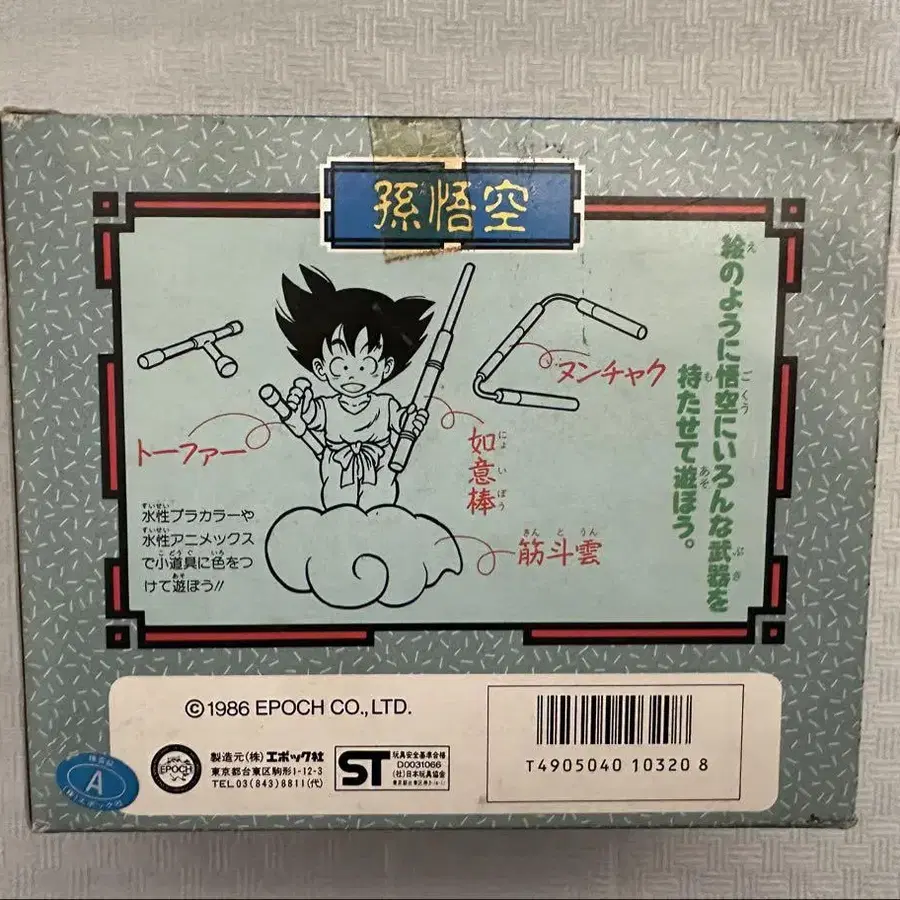 孫悟空
絵のように悟空にいろんな武器を
持たせて遊ぼう。
ヌンチャク
トーファー
如意棒
筋斗雲
水性プラカラーや
水性アニメックス
で小道具に色をつ
けて遊ぼう!!
©1986 EPOCH CO.,LTD.
EPOCH
製造元(株)エポック社
東京都台東区駒形1-12-3
TEL 03(843)8811(代)
ST
玩具安全基準合格
D0031066
(社)日本玩具協会
T4905040 10320 8
A
(株)エポック社